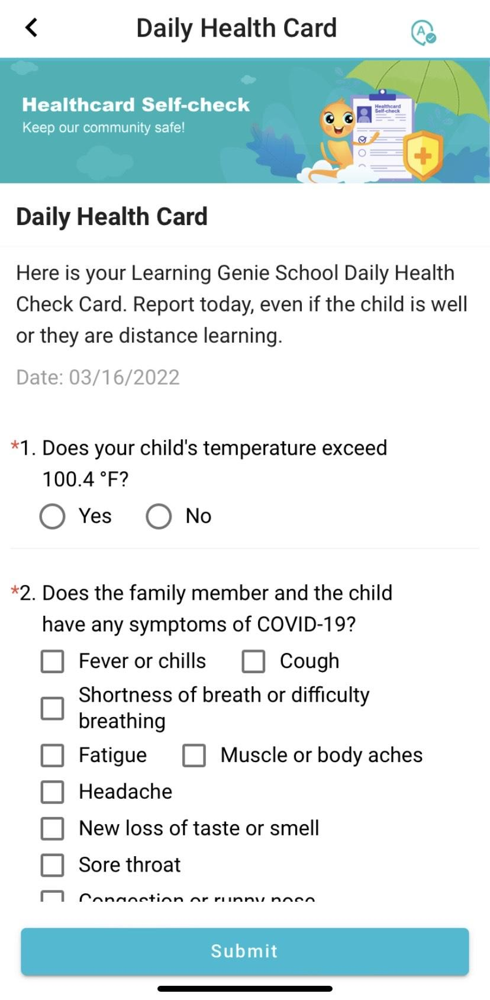 Daily Health Card
A
Healthcard Self-check
Keep our community safe!
Healthcard
Self-check
Daily Health Card
Here is your Learning Genie School Daily Health
Check Card. Report today, even if the child is well
or they are distance learning.
Date: 03/16/2022
*1. Does your child's temperature exceed
100.4 °F?
Yes No
*2. Does the family member and the child
have any symptoms of COVID-19?
Fever or chills Cough
Shortness of breath or difficulty
breathing
Fatigue Muscle or body aches
Headache
New loss of taste or smell
Sore throat
Congestion or runny nose
Submit